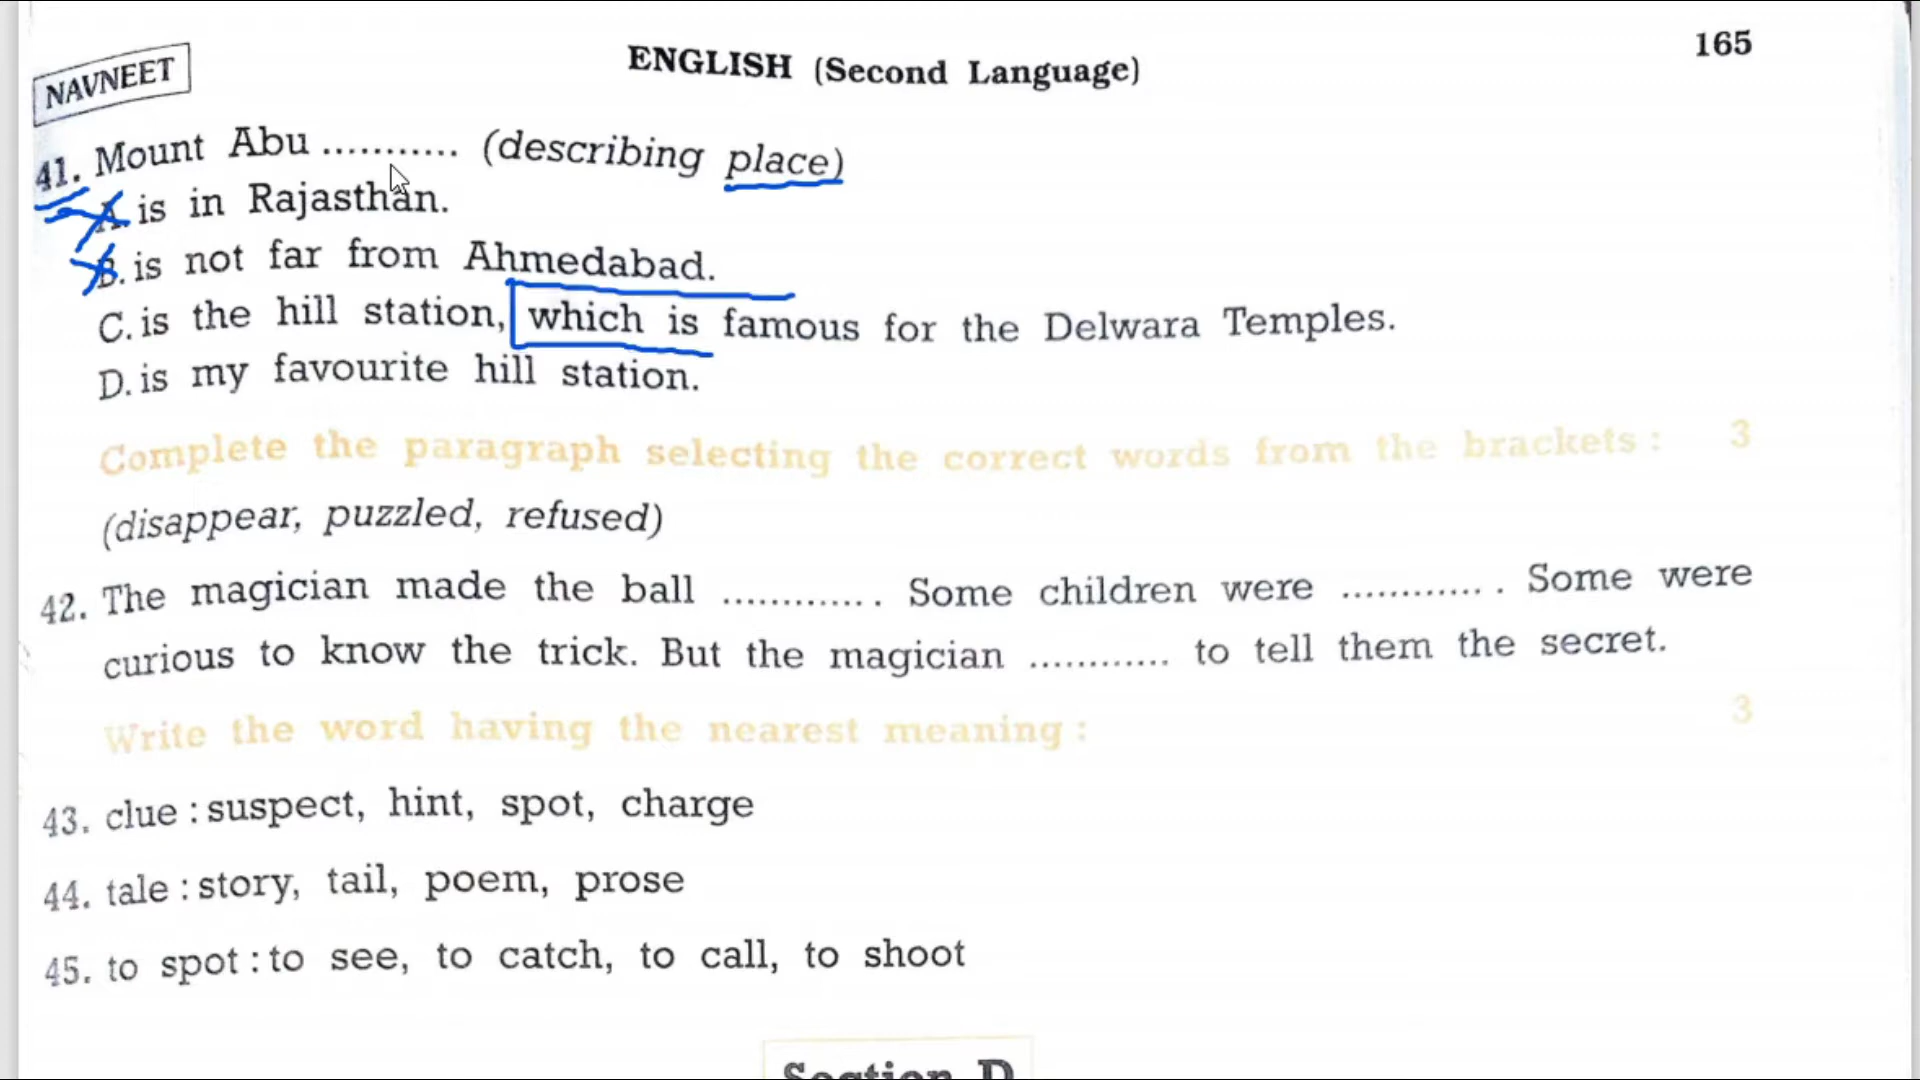 NAVNEET
ENGLISH (Second Language)
165
41. Mount Abu ........... (describing place)
A. is in Rajasthan.
B. is not far from Ahmedabad.
C. is the hill station, which is famous for the Delwara Temples.
D. is my favourite hill station.
Complete the paragraph selecting the correct words from the brackets : 3
(disappear, puzzled, refused)
42. The magician made the ball ............. Some children were ............. Some were
curious to know the trick. But the magician ............ to tell them the secret.
Write the word having the nearest meaning : 3
43. clue : suspect, hint, spot, charge
44. tale : story, tail, poem, prose
45. to spot : to see, to catch, to call, to shoot
Section D